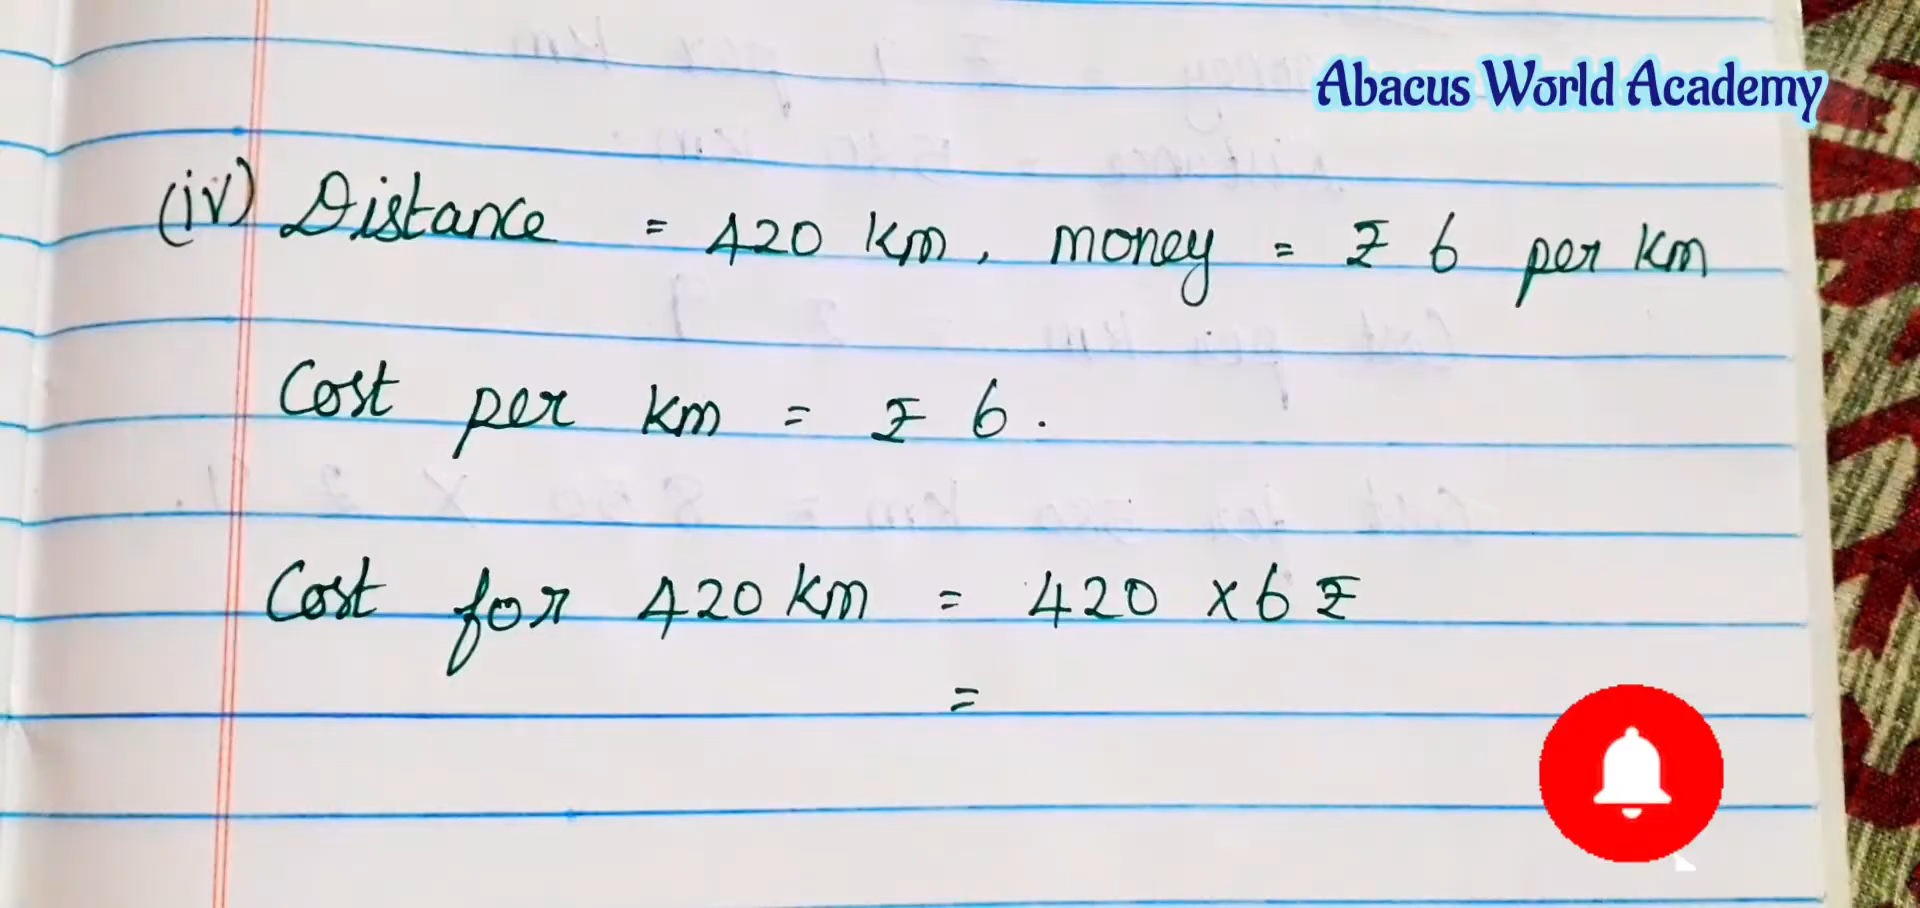 Abacus World Academy
(iv) Distance = 420 km, money = ₹ 6 per km
Cost per km = ₹ 6.
Cost for 420 km = 420 × 6 ₹
=